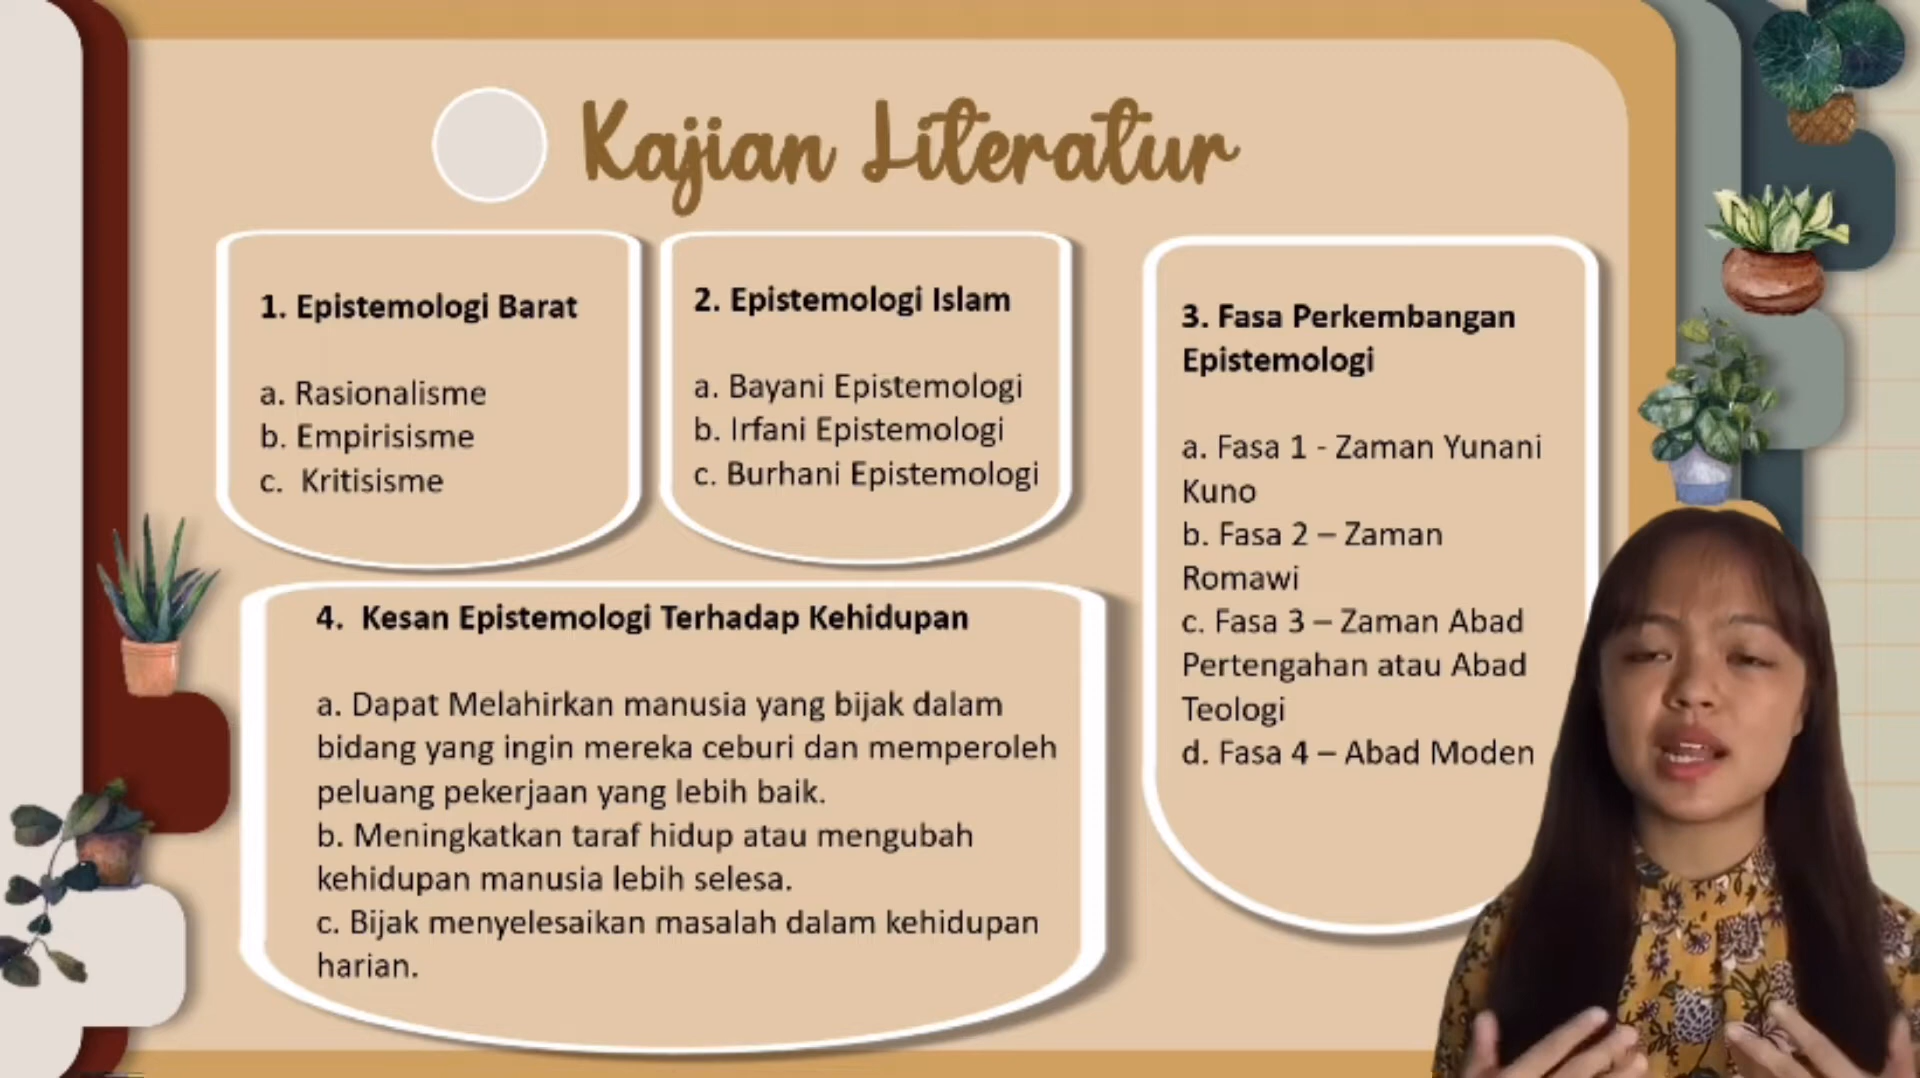 Kajian Literatur
1. Epistemologi Barat
a. Rasionalisme
b. Empirisisme
c. Kritisisme
2. Epistemologi Islam
a. Bayani Epistemologi
b. Irfani Epistemologi
c. Burhani Epistemologi
3. Fasa Perkembangan
Epistemologi
a. Fasa 1 - Zaman Yunani
Kuno
b. Fasa 2 – Zaman
Romawi
c. Fasa 3 – Zaman Abad
Pertengahan atau Abad
Teologi
d. Fasa 4 – Abad Moden
4. Kesan Epistemologi Terhadap Kehidupan
a. Dapat Melahirkan manusia yang bijak dalam
bidang yang ingin mereka ceburi dan memperoleh
peluang pekerjaan yang lebih baik.
b. Meningkatkan taraf hidup atau mengubah
kehidupan manusia lebih selesa.
c. Bijak menyelesaikan masalah dalam kehidupan
harian.